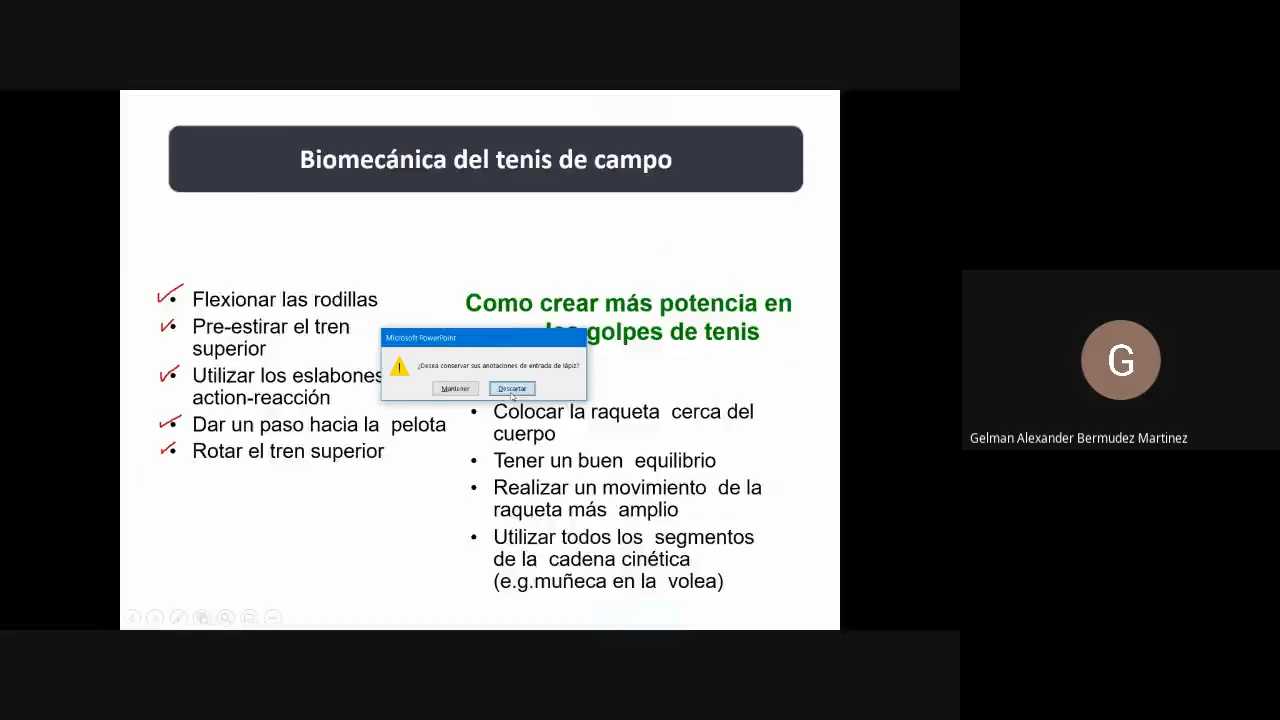 Biomecánica del tenis de campo
• Flexionar las rodillas
• Pre-estirar el tren
superior
• Utilizar los eslabones
action-reacción
• Dar un paso hacia la pelota
• Rotar el tren superior
Como crear más potencia en
golpes de tenis
Microsoft PowerPoint
¿Desea conservar sus anotaciones de entrada de lápiz?
Mantener
Descartar
• Colocar la raqueta cerca del
cuerpo
• Tener un buen equilibrio
• Realizar un movimiento de la
raqueta más amplio
• Utilizar todos los segmentos
de la cadena cinética
(e.g.muñeca en la volea)
G
Gelman Alexander Bermudez Martinez